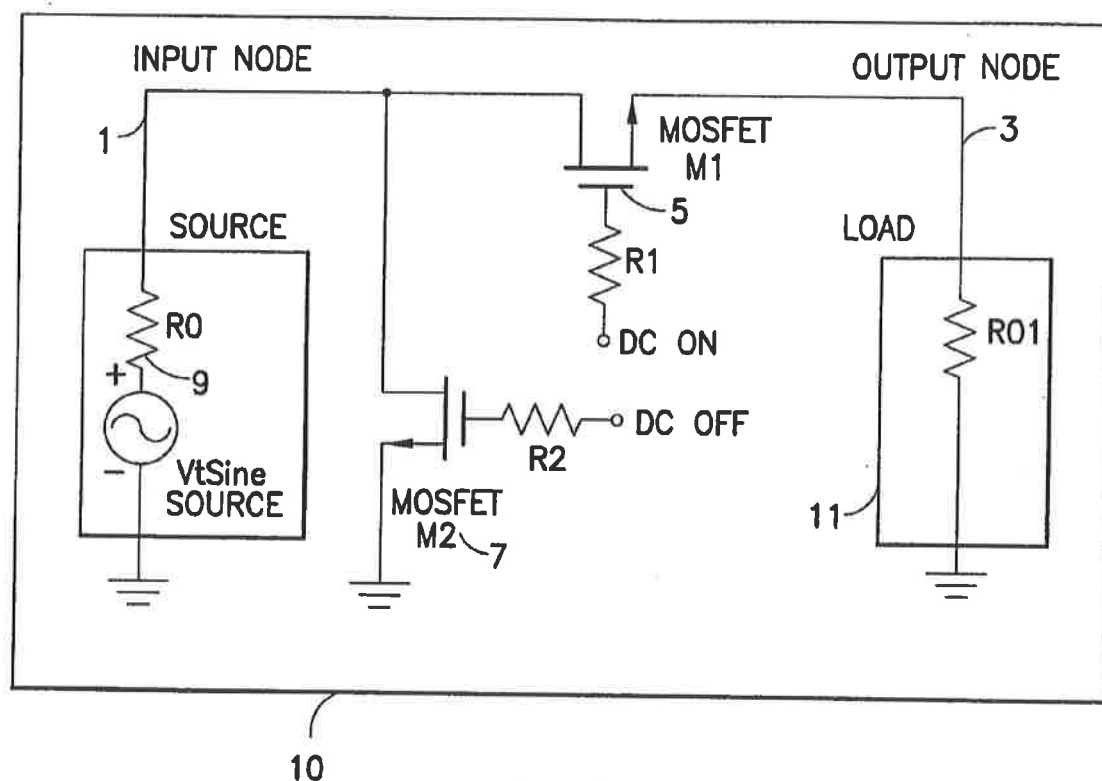 INPUT NODE
OUTPUT NODE
1
MOSFET
M1
3
5
SOURCE
LOAD
R1
R0
RO1
DC ON
+
9
DC OFF
R2
-
VtSine
SOURCE
MOSFET
M2
7
11
10